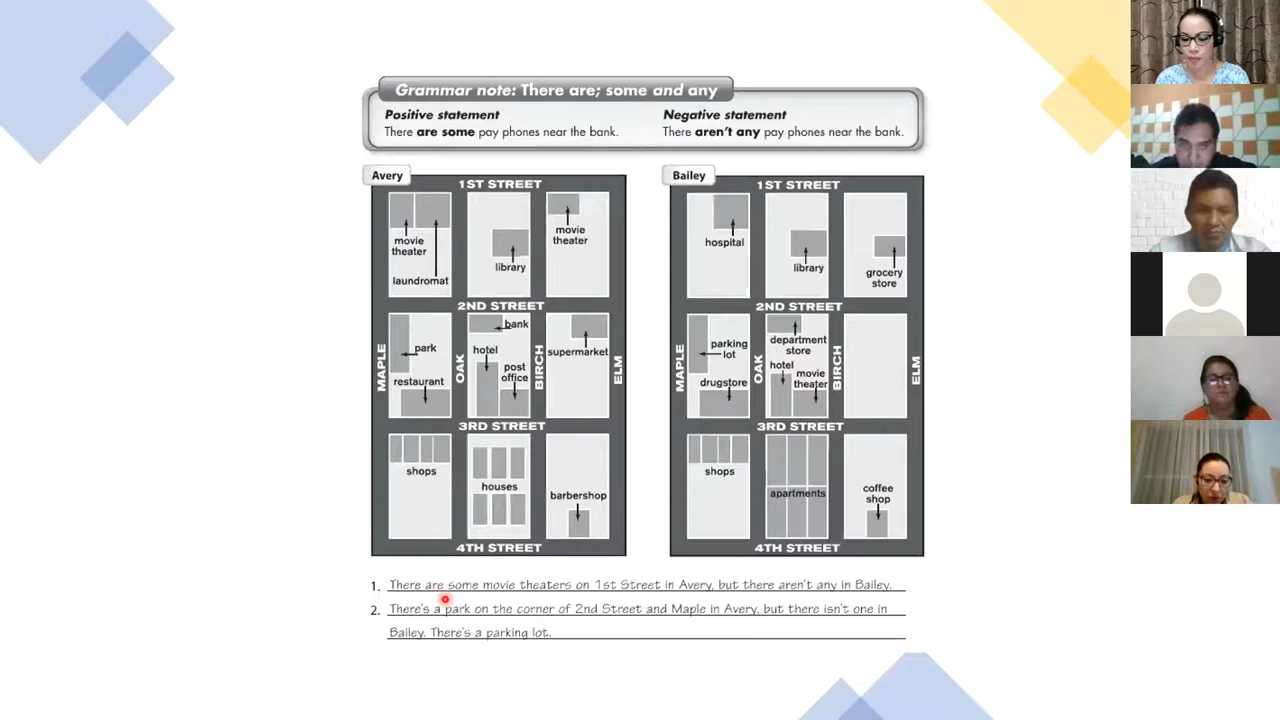 Grammar note: There are; some and any
Positive statement
There are some pay phones near the bank.
Negative statement
There aren't any pay phones near the bank.
Avery
1ST STREET
movie
theater
laundromat
library
movie
theater
2ND STREET
MAPLE
park
restaurant
OAK
bank
hotel
post
office
BIRCH
supermarket
ELM
3RD STREET
shops
houses
barbershop
4TH STREET
Bailey
1ST STREET
hospital
library
grocery
store
2ND STREET
MAPLE
parking
lot
drugstore
OAK
department
store
hotel
movie
theater
BIRCH
ELM
3RD STREET
shops
apartments
coffee
shop
4TH STREET
1. There are some movie theaters on 1st Street in Avery, but there aren't any in Bailey.
2. There's a park on the corner of 2nd Street and Maple in Avery, but there isn't one in
Bailey. There's a parking lot.